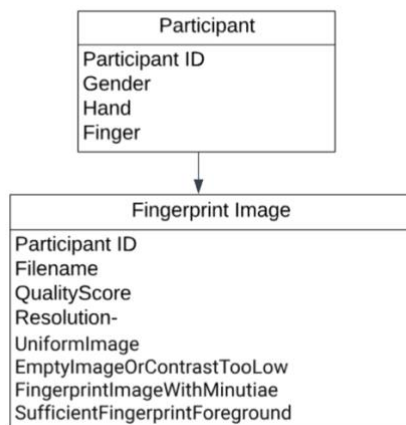 Participant
Participant ID
Gender
Hand
Finger
Fingerprint Image
Participant ID
Filename
QualityScore
Resolution-
UniformImage
EmptyImageOrContrastTooLow
FingerprintImageWithMinutiae
SufficientFingerprintForeground